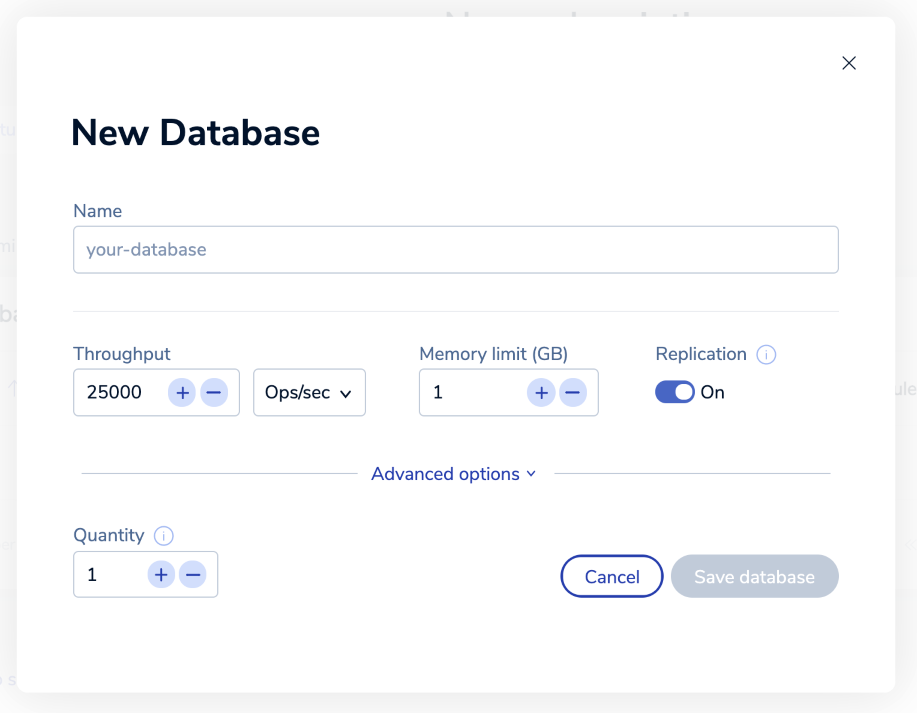 New Database
Name
your-database
Throughput
Memory limit (GB)
Replication
25000
Ops/sec
1
On
Advanced options
Quantity
1
Cancel
Save database